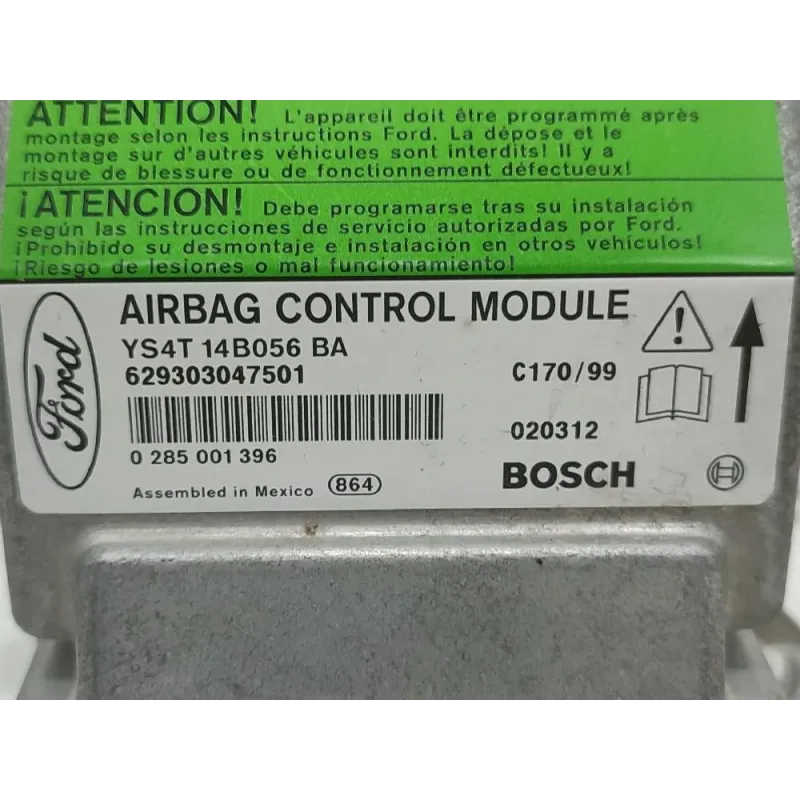 ATTENTION! L'appareil doit être programmé après
montage selon les instructions Ford. La dépose et le
montage sur d'autres véhicules sont interdits! Il y a
risque de blessure ou de fonctionnement défectueux!
¡ATENCION! Debe programarse tras su instalación
según las instrucciones de servicio autorizadas por Ford.
¡Prohibido su desmontaje e instalación en otros vehículos!
¡Riesgo de lesiones o mal funcionamiento!
Ford
AIRBAG CONTROL MODULE
YS4T 14B056 BA
629303047501
C170/99
020312
0 285 001 396
BOSCH
Assembled in Mexico 864